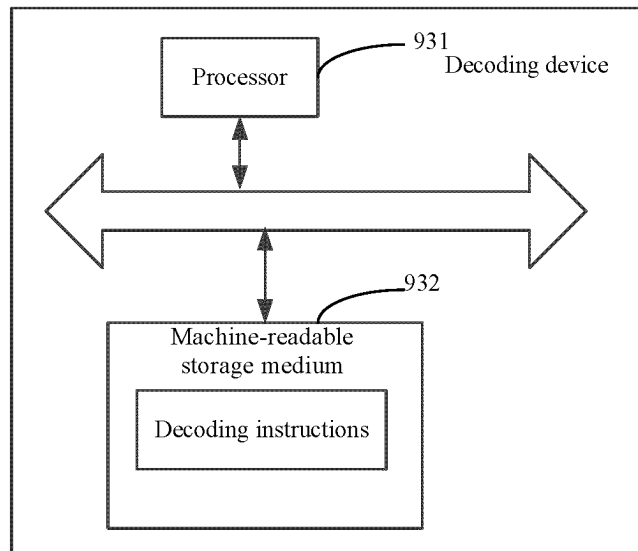 931
Decoding device
Processor
932
Machine-readable
storage medium
Decoding instructions